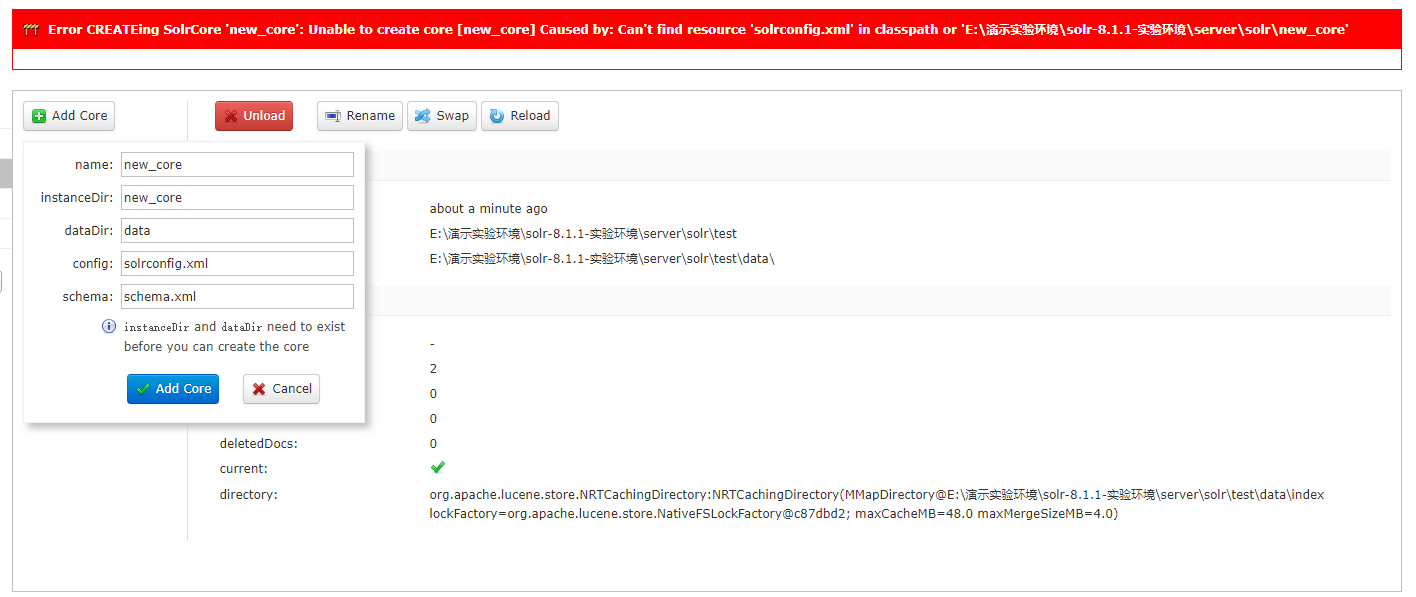 Error CREATEing SolrCore 'new_core': Unable to create core [new_core] Caused by: Can't find resource 'solrconfig.xml' in classpath or 'E:\演示实验环境\solr-8.1.1-实验环境\server\solr\new_core'
Add Core
Unload
Rename
Swap
Reload
name: new_core
instanceDir: new_core
dataDir: data
config: solrconfig.xml
schema: schema.xml
instanceDir and dataDir need to exist
before you can create the core
Add Core
Cancel
about a minute ago
E:\演示实验环境\solr-8.1.1-实验环境\server\solr\test
E:\演示实验环境\solr-8.1.1-实验环境\server\solr\test\data\
-
2
0
0
deletedDocs: 0
current:
directory: org.apache.lucene.store.NRTCachingDirectory:NRTCachingDirectory(MMapDirectory@E:\演示实验环境\solr-8.1.1-实验环境\server\solr\test\data\index
lockFactory=org.apache.lucene.store.NativeFSLockFactory@c87dbd2; maxCacheMB=48.0 maxMergeSizeMB=4.0)